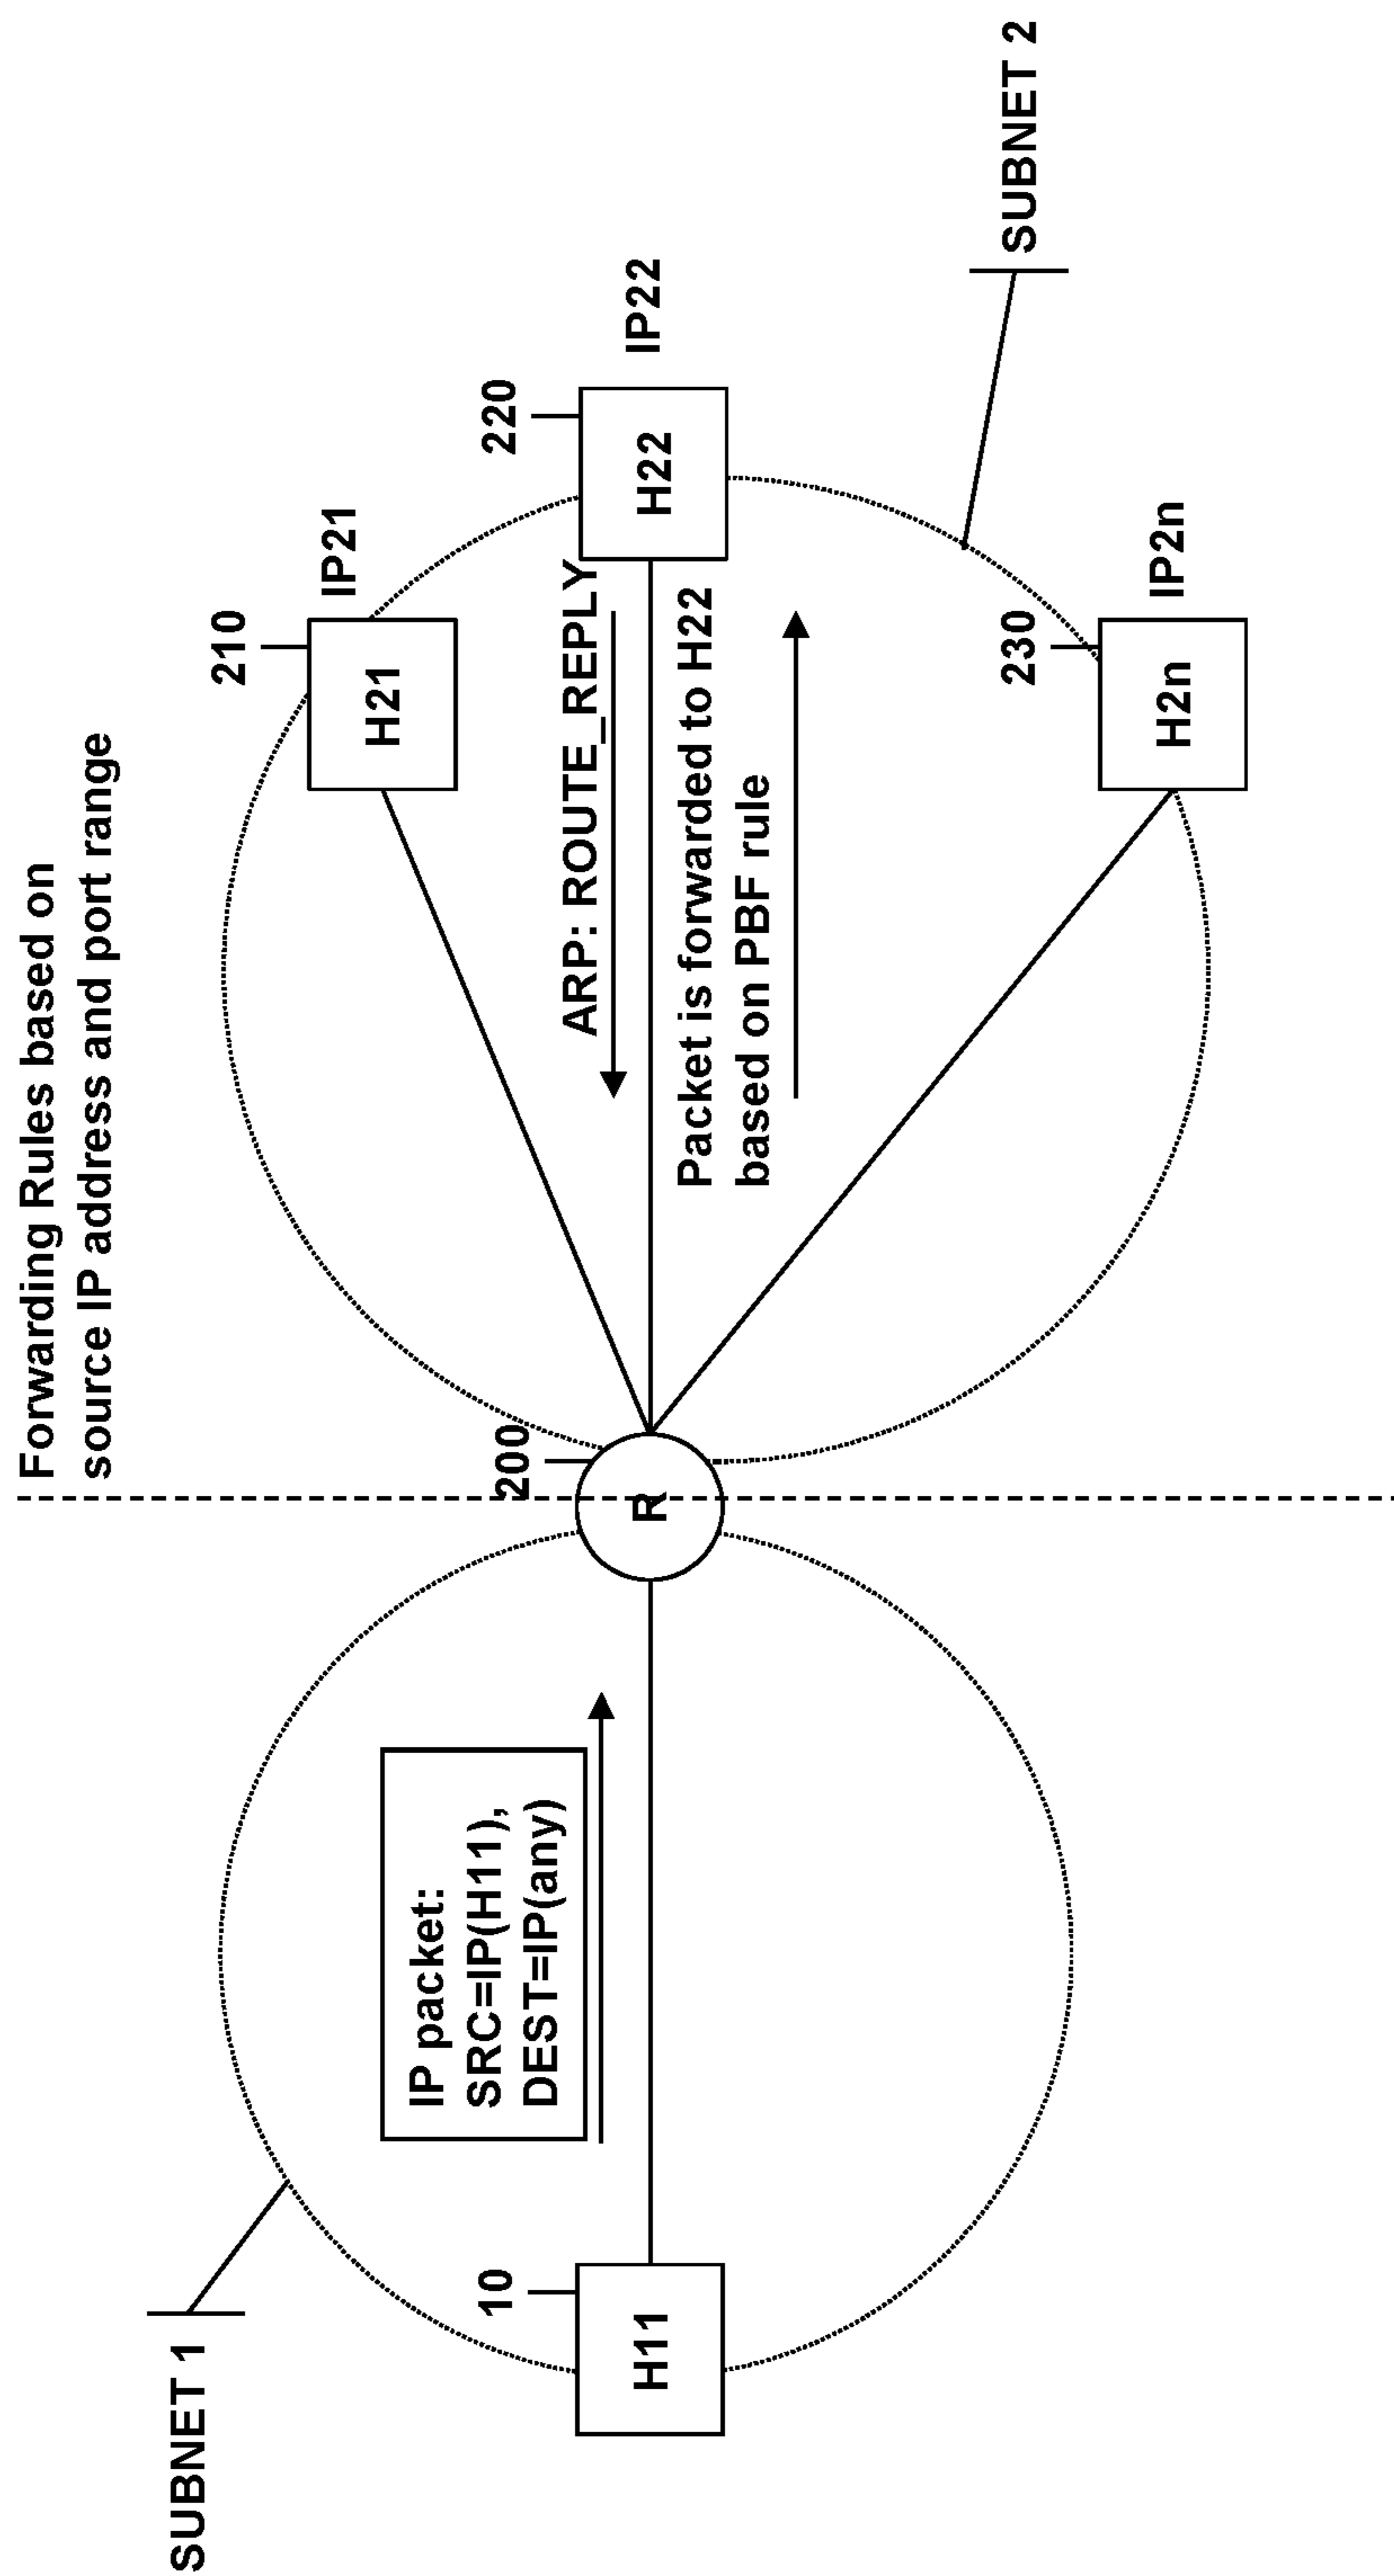 Forwarding Rules based on
source IP address and port range
SUBNET 1
10
H11
IP packet:
SRC=IP(H11),
DEST=IP(any)
200
R
210
IP21
H21
ARP: ROUTE_REPLY
220
H22
IP22
Packet is forwarded to H22
based on PBF rule
230
H2n
IP2n
SUBNET 2